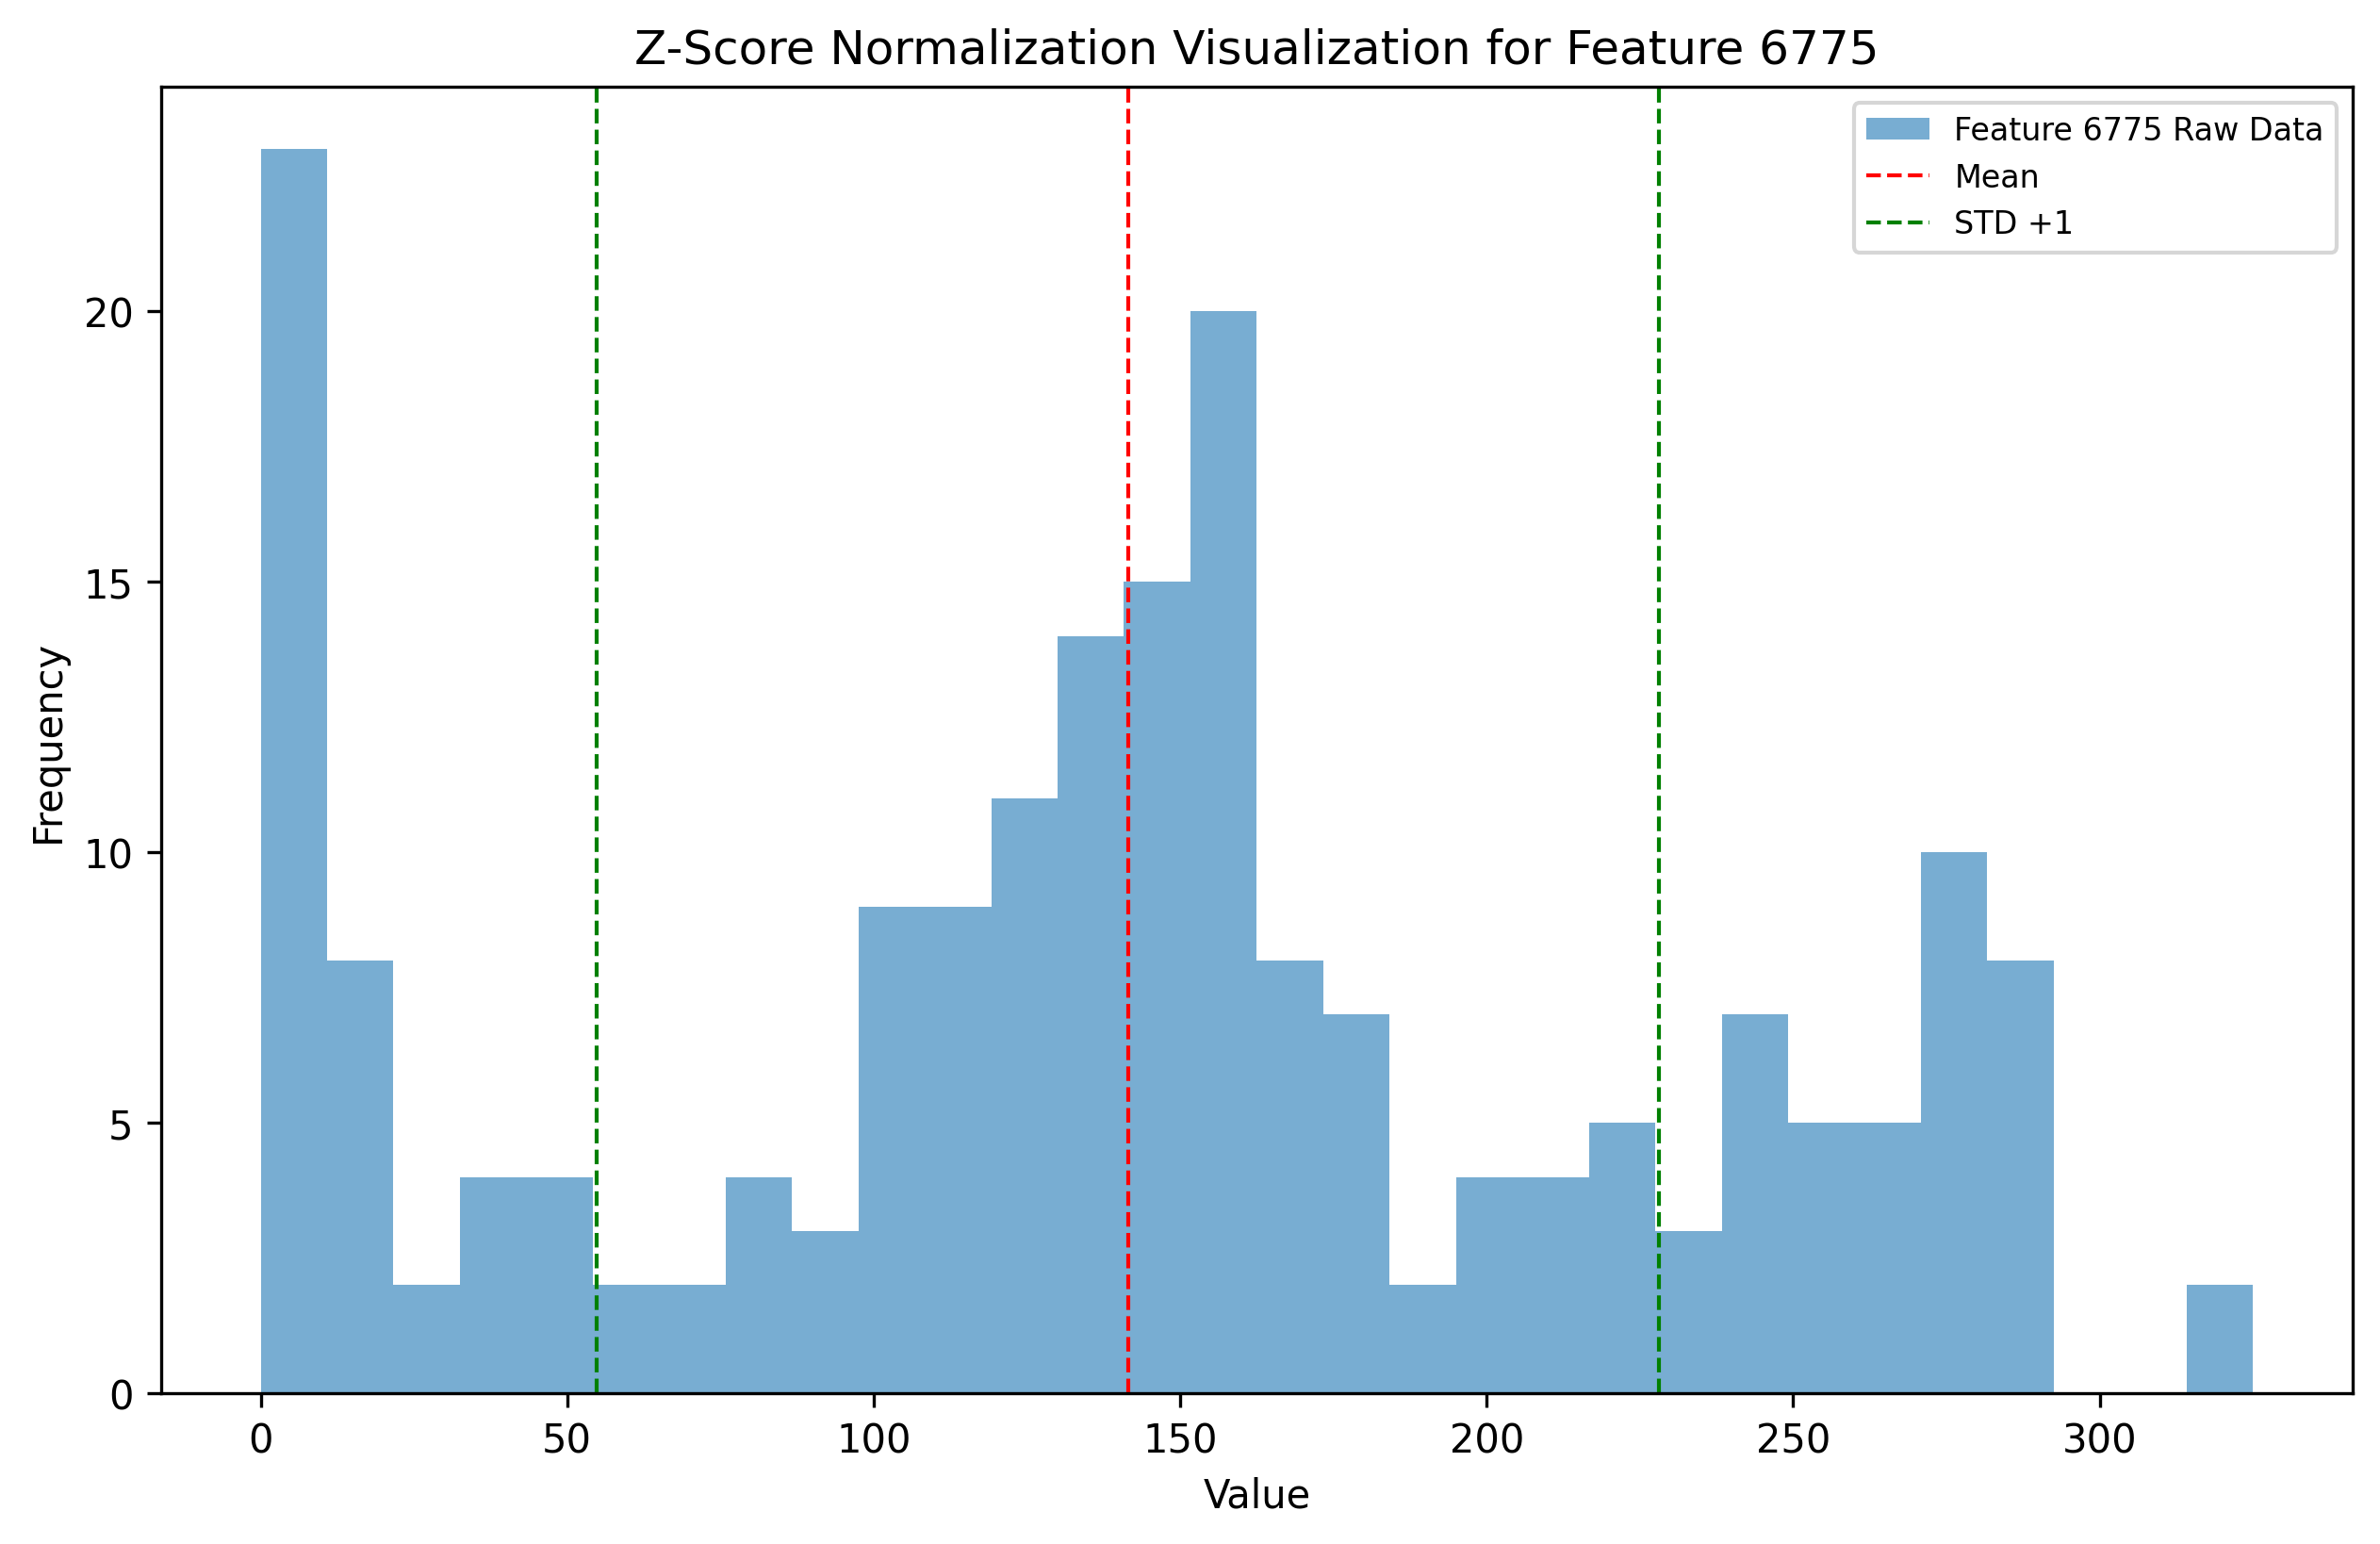 Z-Score Normalization Visualization for Feature 6775
Feature 6775 Raw Data
Mean
STD +1
Frequency
20
15
10
5
0
0 50 100 150 200 250 300
Value